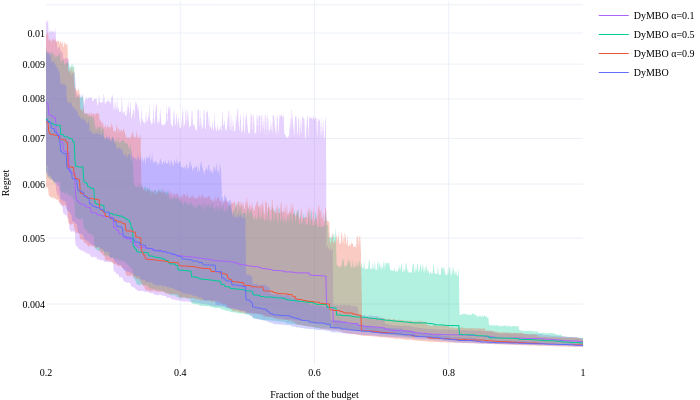 DyMBO α=0.1
DyMBO α=0.5
DyMBO α=0.9
DyMBO
0.01
0.009
0.008
0.007
0.006
0.005
0.004
Regret
0.2
0.4
0.6
0.8
1
Fraction of the budget